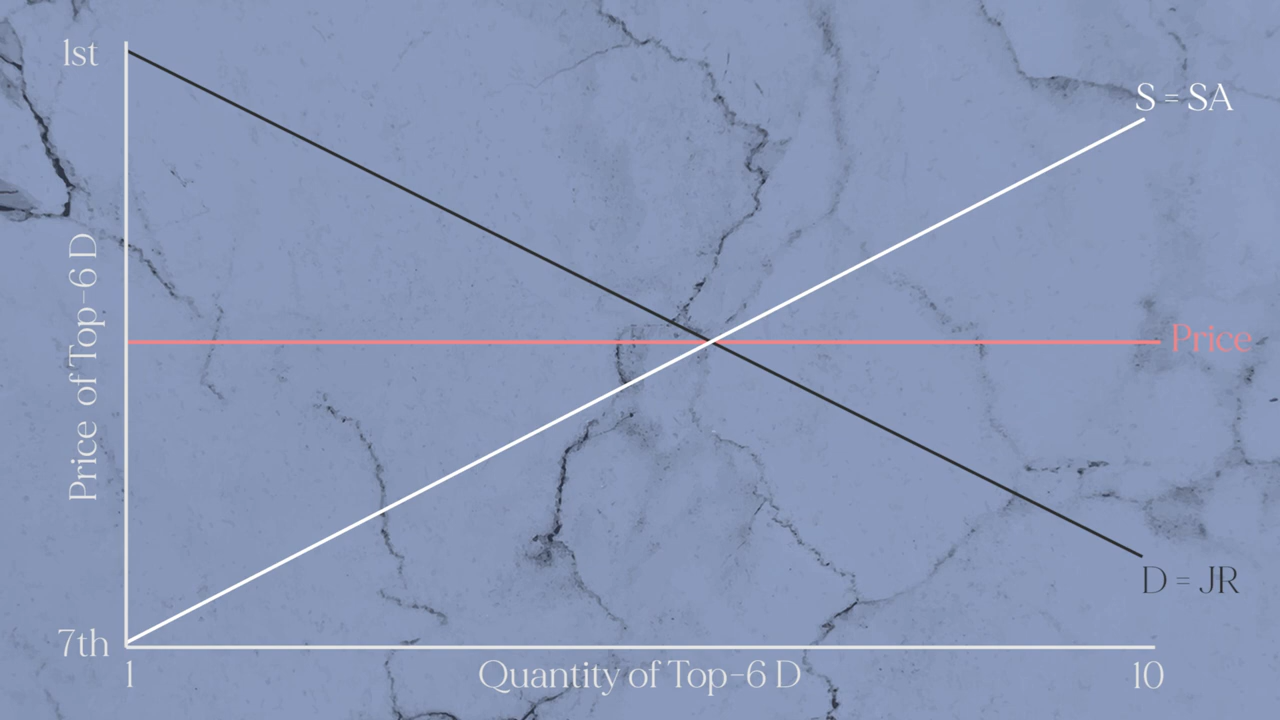 1st
S = SA
Price of Top-6 D
Price
D = JR
7th
1
Quantity of Top-6 D
10